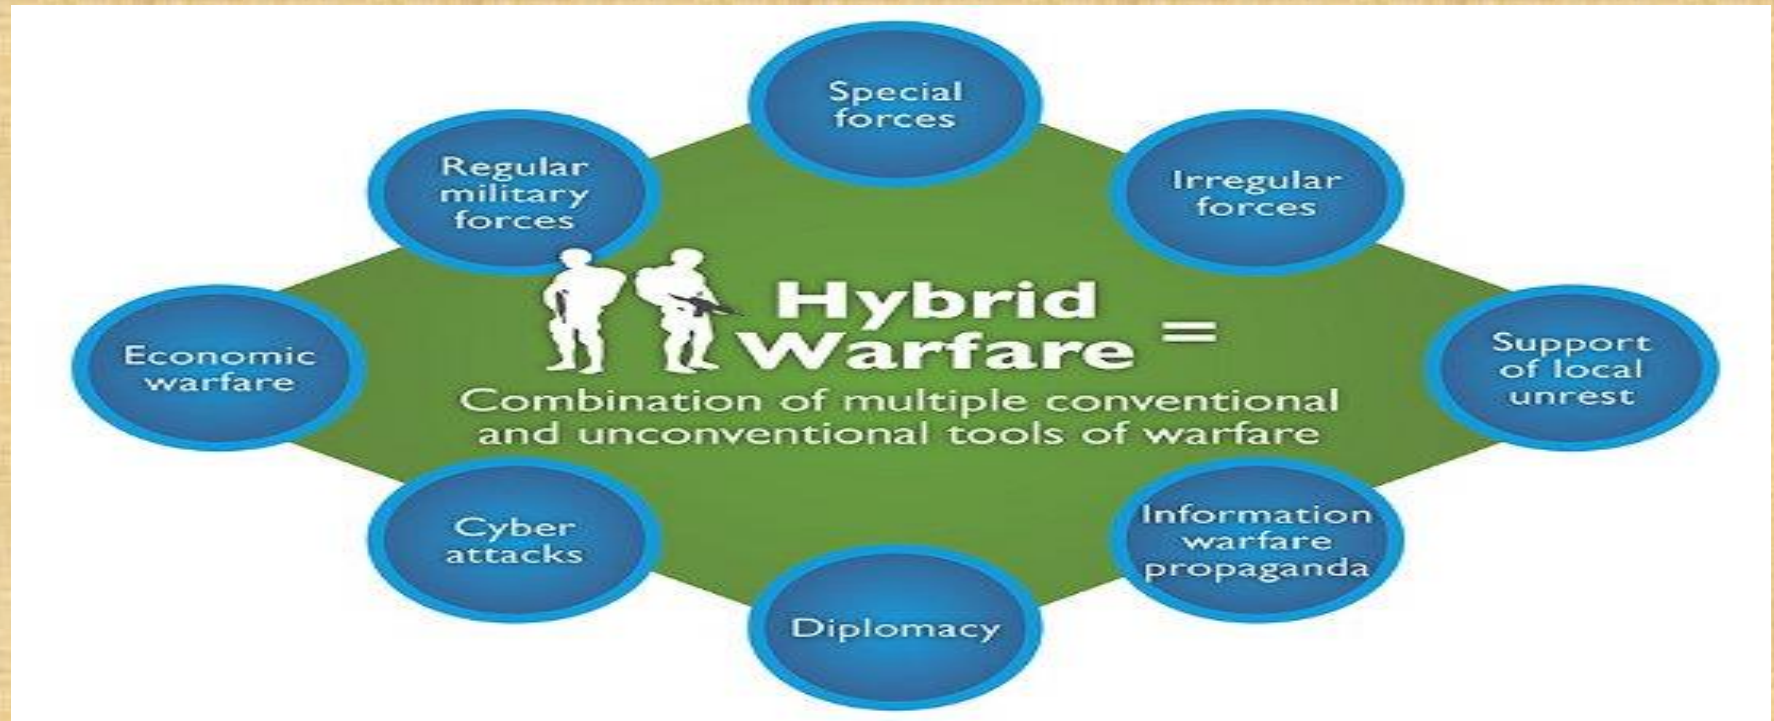 Special
forces
Regular
military
forces
Irregular
forces
Hybrid
Warfare =
Economic
warfare
Support
of local
unrest
Combination of multiple conventional
and unconventional tools of warfare
Cyber
attacks
Information
warfare
propaganda
Diplomacy